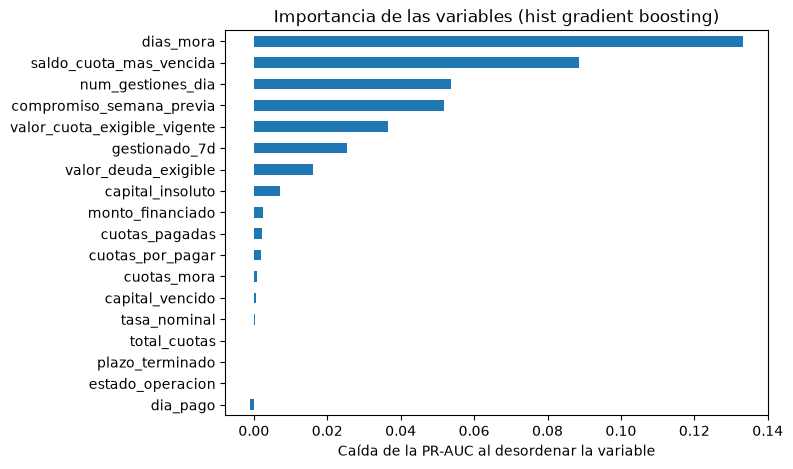 Importancia de las variables (hist gradient boosting)
dias_mora
saldo_cuota_mas_vencida
num_gestiones_dia
compromiso_semana_previa
valor_cuota_exigible_vigente
gestionado_7d
valor_deuda_exigible
capital_insoluto
monto_financiado
cuotas_pagadas
cuotas_por_pagar
cuotas_mora
capital_vencido
tasa_nominal
total_cuotas
plazo_terminado
estado_operacion
dia_pago
0.00 0.02 0.04 0.06 0.08 0.10 0.12 0.14
Caída de la PR-AUC al desordenar la variable